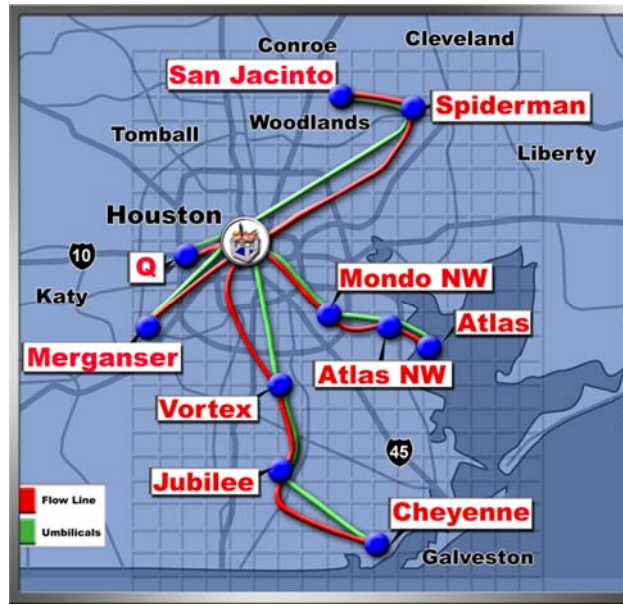 Cleveland
Conroe
San Jacinto
Spiderman
Woodlands
Tomball
Liberty
Houston
10
Q
Mondo NW
Katy
Atlas
Merganser
Atlas NW
Vortex
45
Jubilee
Flow Line
Cheyenne
Umbilicals
Galveston